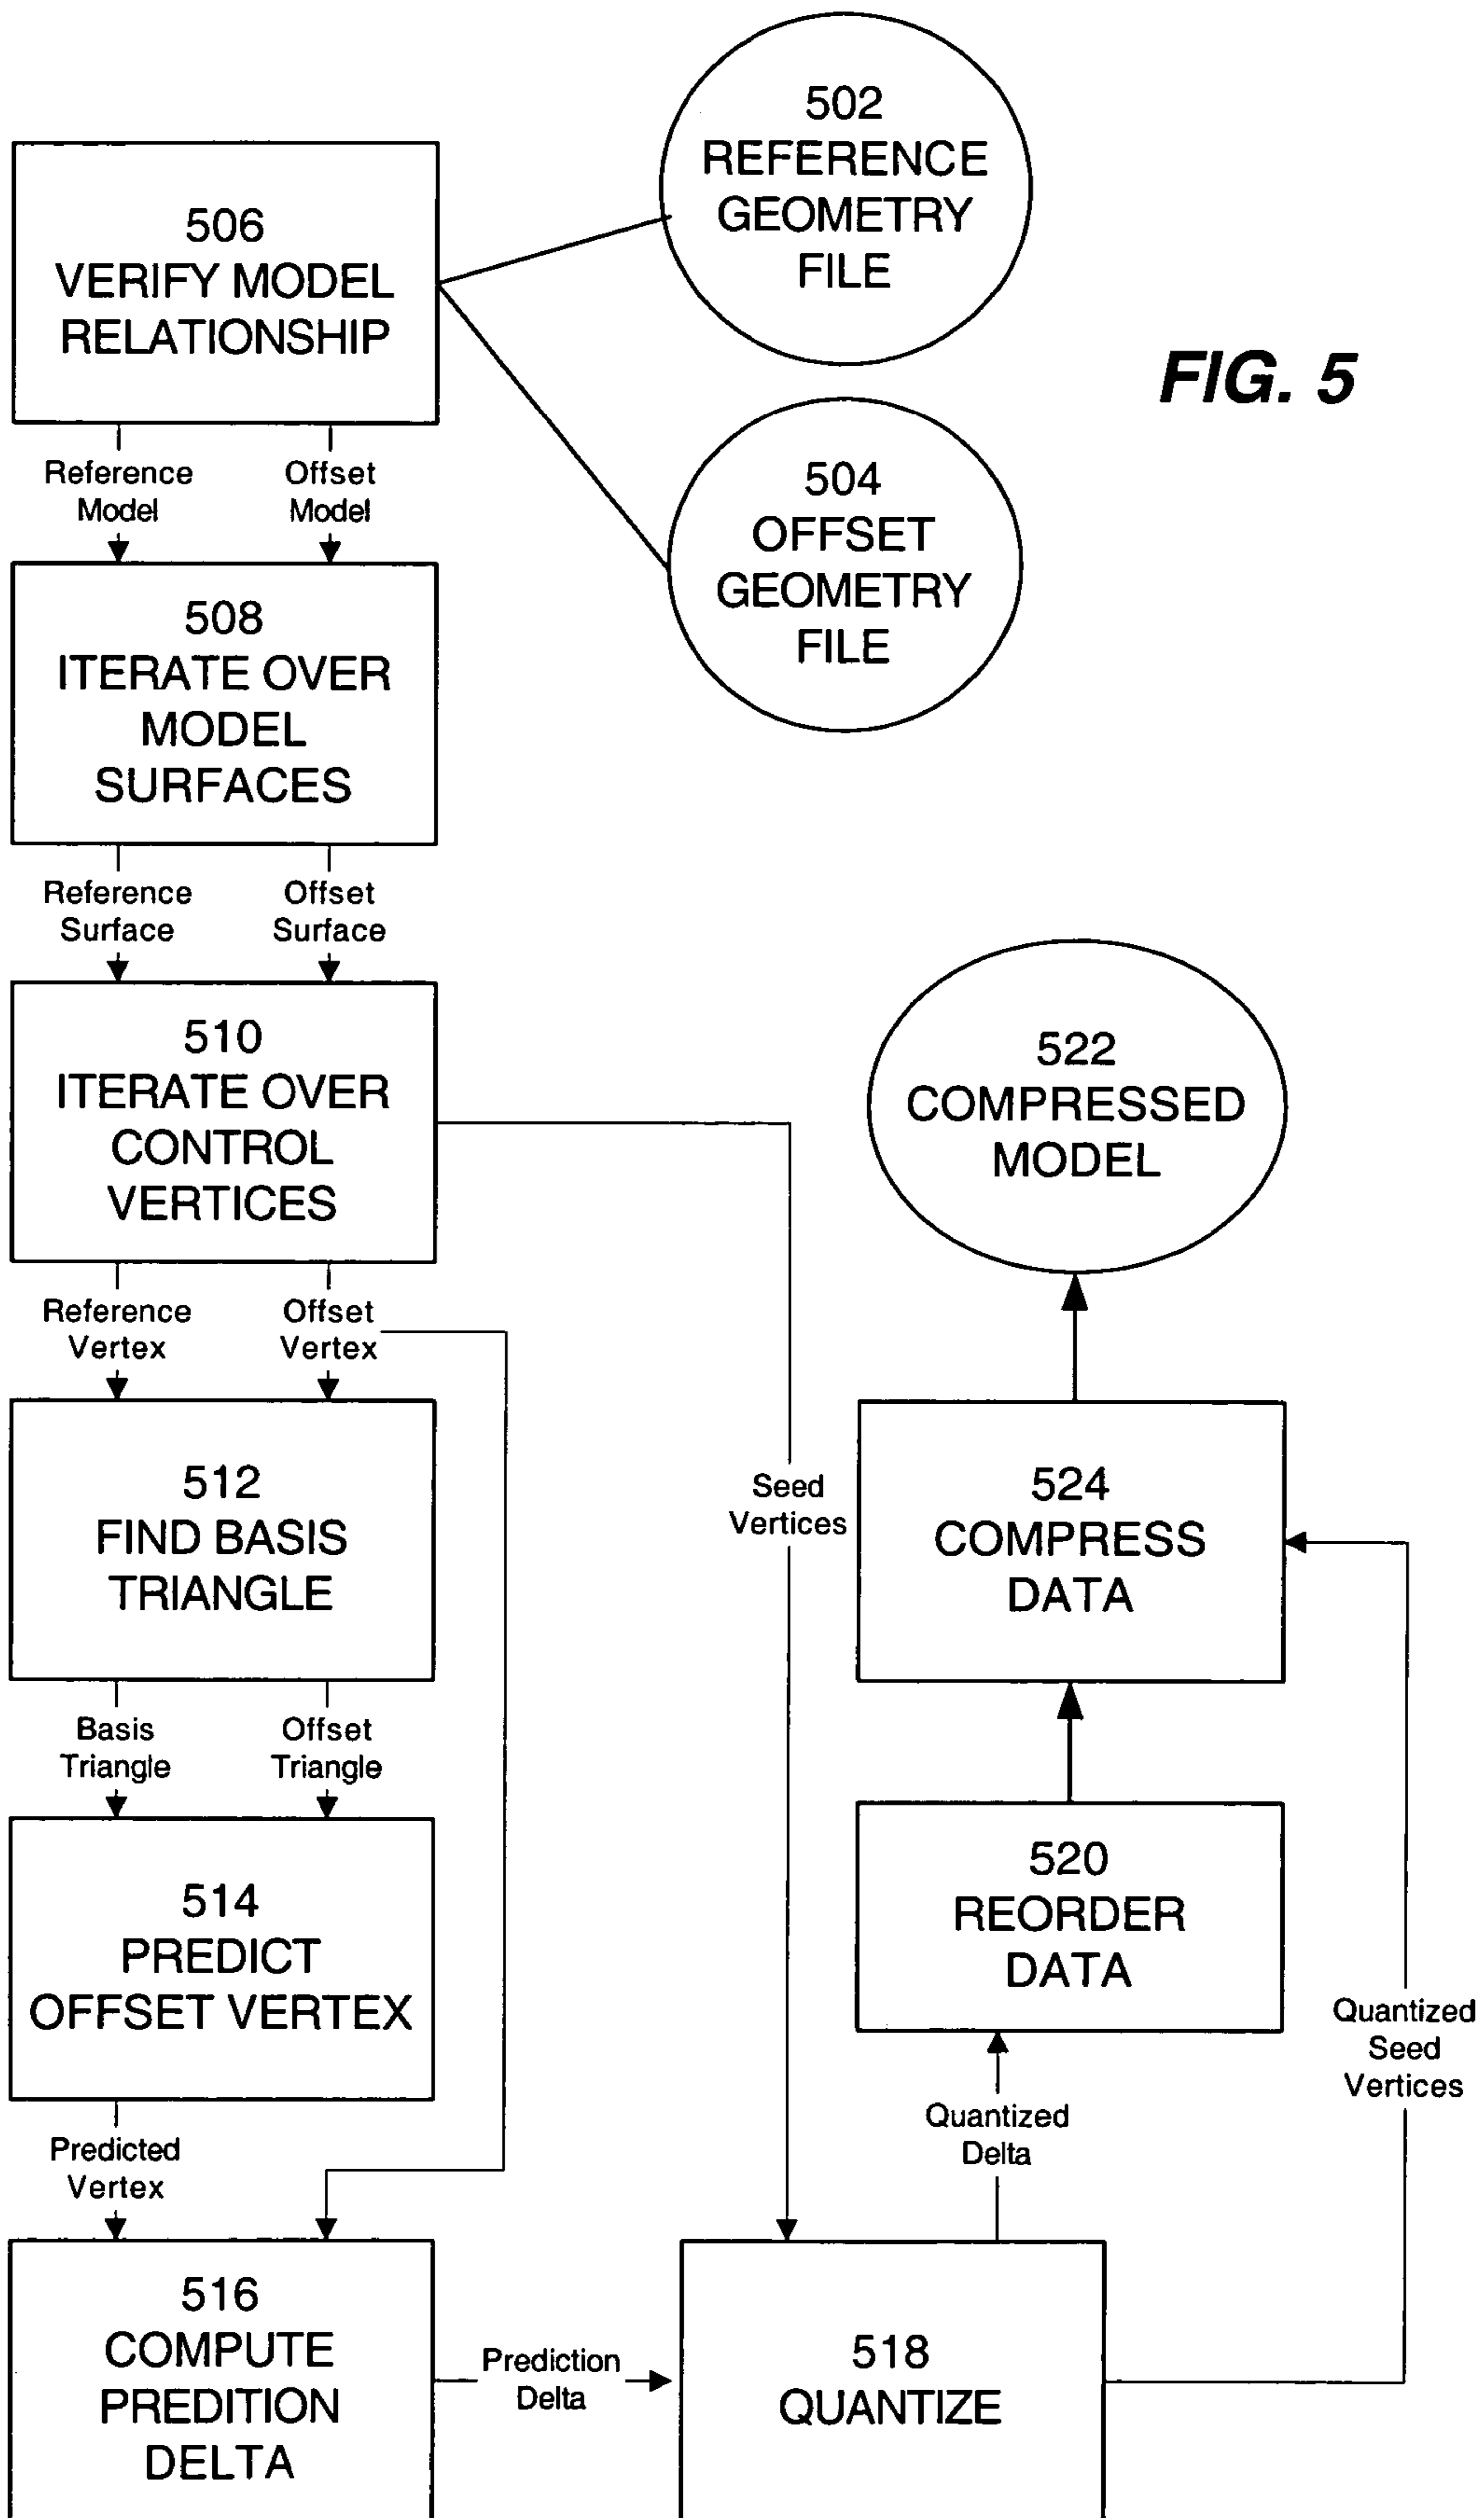 502
REFERENCE
GEOMETRY
FILE
506
VERIFY MODEL
RELATIONSHIP
FIG. 5
Reference
Model
Offset
Model
504
OFFSET
GEOMETRY
FILE
508
ITERATE OVER
MODEL
SURFACES
Reference
Surface
Offset
Surface
510
ITERATE OVER
CONTROL
VERTICES
522
COMPRESSED
MODEL
Reference
Vertex
Offset
Vertex
512
FIND BASIS
TRIANGLE
Seed
Vertices
524
COMPRESS
DATA
Basis
Triangle
Offset
Triangle
514
PREDICT
OFFSET VERTEX
520
REORDER
DATA
Quantized
Seed
Vertices
Predicted
Vertex
Quantized
Delta
516
COMPUTE
PREDITION
DELTA
Prediction
Delta
518
QUANTIZE